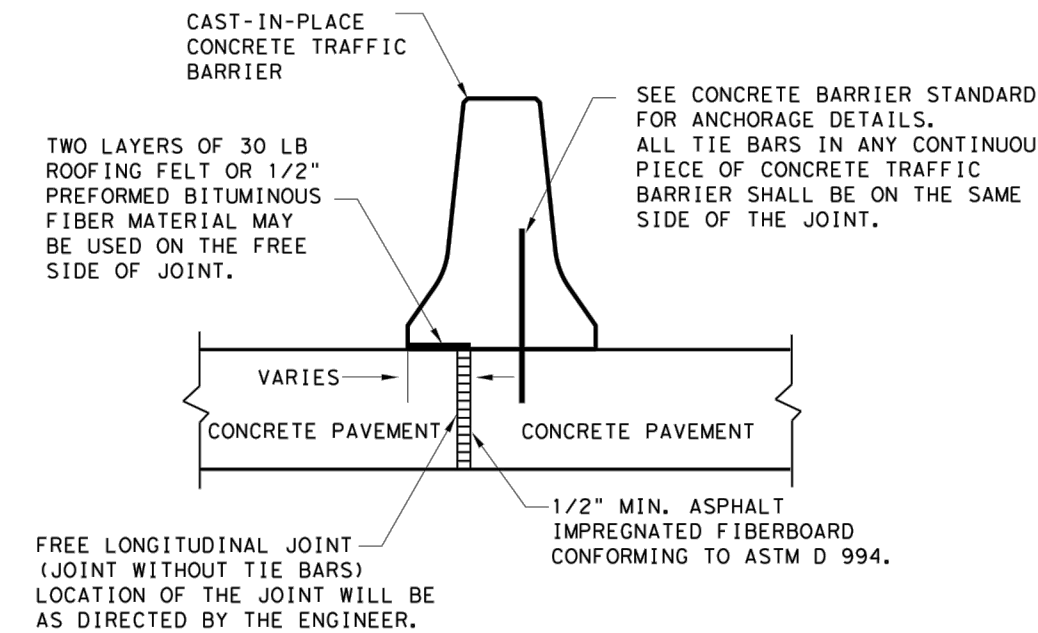 CAST-IN-PLACE
CONCRETE TRAFFIC
BARRIER
SEE CONCRETE BARRIER STANDARD
FOR ANCHORAGE DETAILS.
ALL TIE BARS IN ANY CONTINUOU
PIECE OF CONCRETE TRAFFIC
BARRIER SHALL BE ON THE SAME
SIDE OF THE JOINT.
TWO LAYERS OF 30 LB
ROOFING FELT OR 1/2"
PREFORMED BITUMINOUS
FIBER MATERIAL MAY
BE USED ON THE FREE
SIDE OF JOINT.
VARIES
CONCRETE PAVEMENT
CONCRETE PAVEMENT
1/2" MIN. ASPHALT
IMPREGNATED FIBERBOARD
CONFORMING TO ASTM D 994.
FREE LONGITUDINAL JOINT
(JOINT WITHOUT TIE BARS)
LOCATION OF THE JOINT WILL BE
AS DIRECTED BY THE ENGINEER.